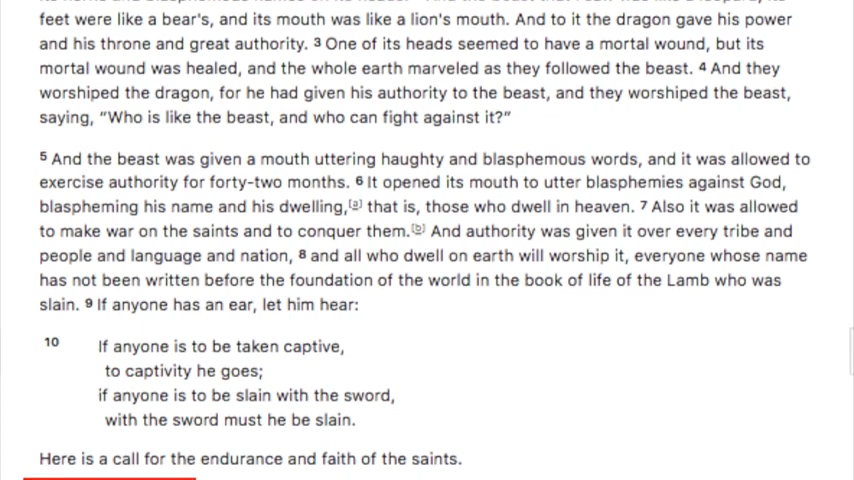 feet were like a bear's, and its mouth was like a lion's mouth. And to it the dragon gave his power
and his throne and great authority. 3 One of its heads seemed to have a mortal wound, but its
mortal wound was healed, and the whole earth marveled as they followed the beast. 4 And they
worshiped the dragon, for he had given his authority to the beast, and they worshiped the beast,
saying, “Who is like the beast, and who can fight against it?”
5 And the beast was given a mouth uttering haughty and blasphemous words, and it was allowed to
exercise authority for forty-two months. 6 It opened its mouth to utter blasphemies against God,
blaspheming his name and his dwelling,[a] that is, those who dwell in heaven. 7 Also it was allowed
to make war on the saints and to conquer them.[b] And authority was given it over every tribe and
people and language and nation, 8 and all who dwell on earth will worship it, everyone whose name
has not been written before the foundation of the world in the book of life of the Lamb who was
slain. 9 If anyone has an ear, let him hear:
10 If anyone is to be taken captive,
to captivity he goes;
if anyone is to be slain with the sword,
with the sword must he be slain.
Here is a call for the endurance and faith of the saints.